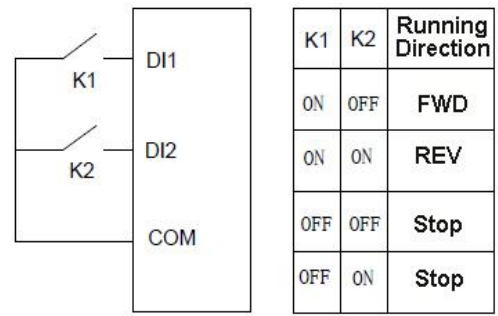 DI1
K1
DI2
K2
COM
K1 K2 Running Direction
ON OFF FWD
ON ON REV
OFF OFF Stop
OFF ON Stop